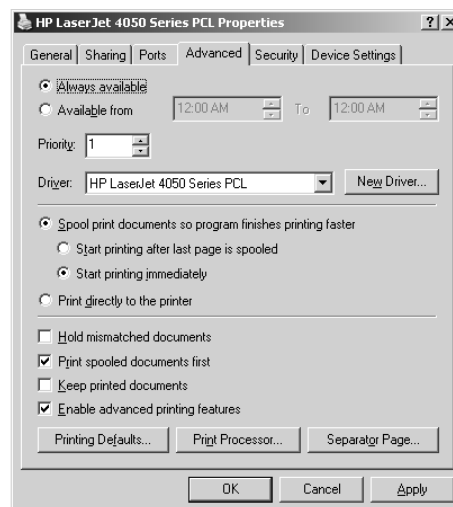 HP LaserJet 4050 Series PCL Properties
General Sharing Ports Advanced Security Device Settings
Always available
Available from 12:00 AM To 12:00 AM
Priority: 1
Driver: HP LaserJet 4050 Series PCL New Driver...
Spool print documents so program finishes printing faster
Start printing after last page is spooled
Start printing immediately
Print directly to the printer
Hold mismatched documents
Print spooled documents first
Keep printed documents
Enable advanced printing features
Printing Defaults... Print Processor... Separator Page...
OK Cancel Apply